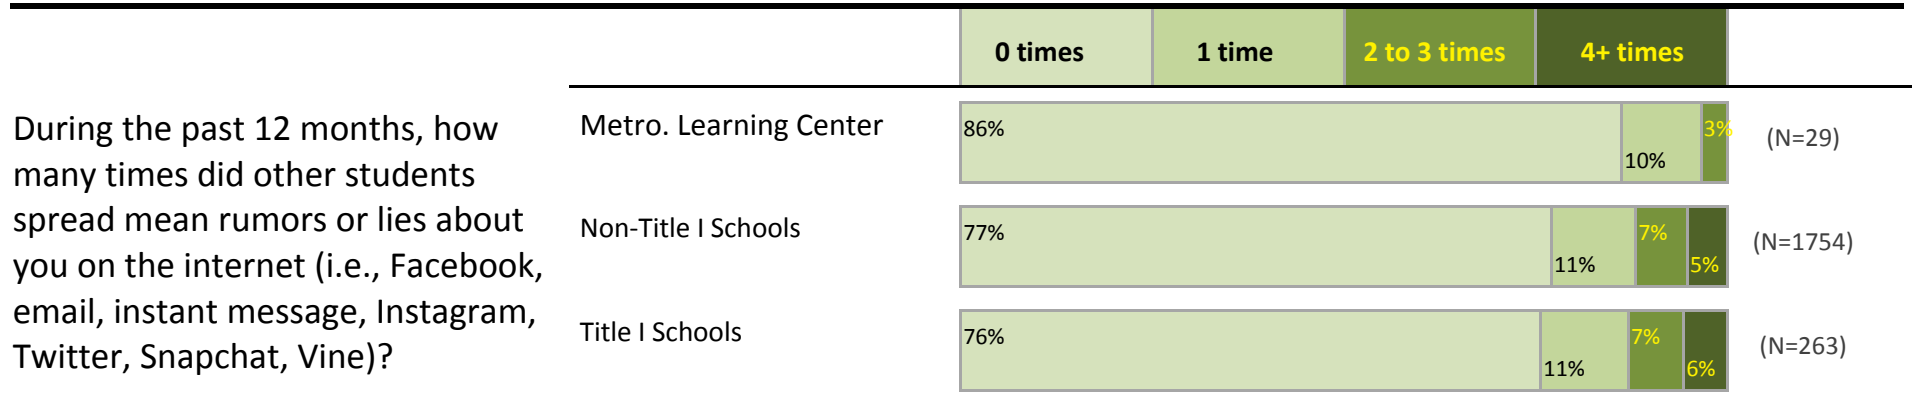 0 times 1 time 2 to 3 times 4+ times
During the past 12 months, how
many times did other students
spread mean rumors or lies about
you on the internet (i.e., Facebook,
email, instant message, Instagram,
Twitter, Snapchat, Vine)?
Metro. Learning Center 86% 10% 3% (N=29)
Non-Title I Schools 77% 11% 7% 5% (N=1754)
Title I Schools 76% 11% 7% 6% (N=263)